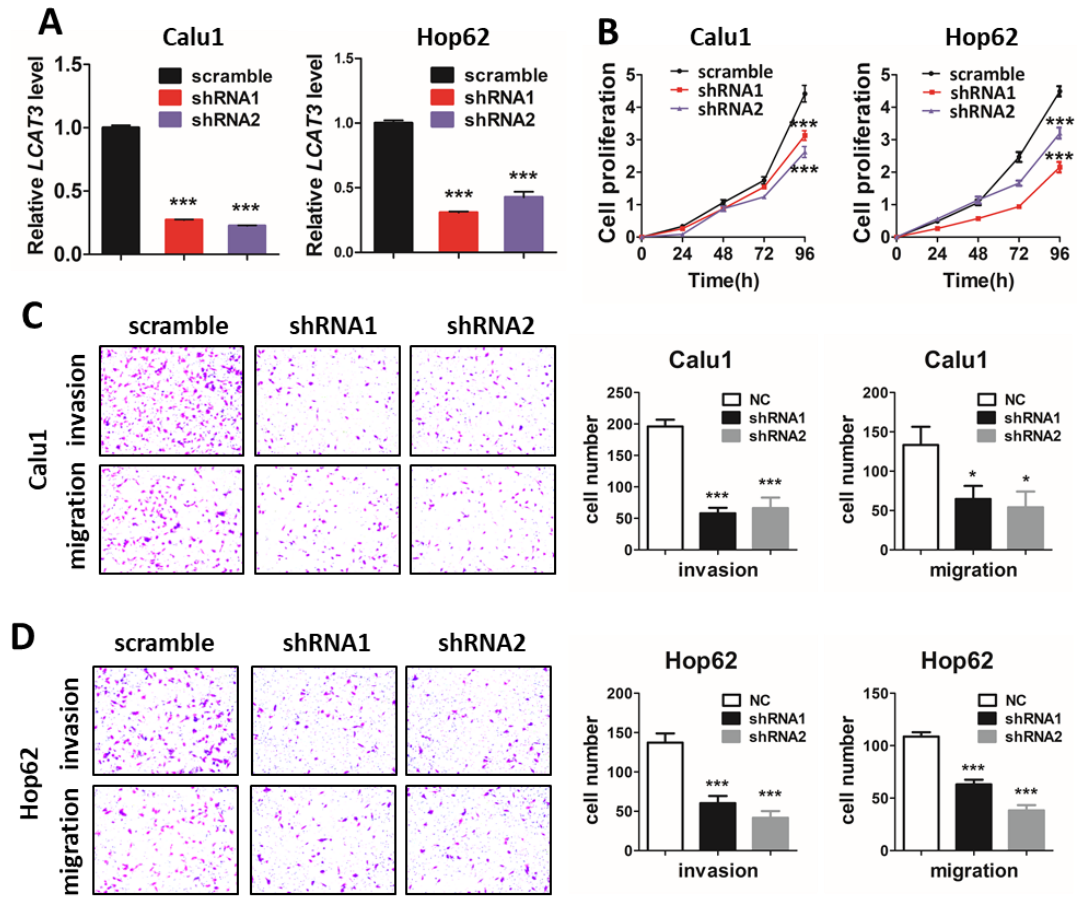 A
Calu1
Relative LCAT3 level
1.5
1.0
0.5
0.0
scramble
shRNA1
shRNA2
***
***
Hop62
Relative LCAT3 level
1.5
1.0
0.5
0.0
scramble
shRNA1
shRNA2
***
***
B
Calu1
Cell proliferation
5
4
3
2
1
0
scramble
shRNA1
shRNA2
***
***
0 24 48 72 96
Time(h)
Hop62
Cell proliferation
5
4
3
2
1
0
scramble
shRNA1
shRNA2
***
***
0 24 48 72 96
Time(h)
C
scramble shRNA1 shRNA2
Calu1
invasion
migration
Calu1
cell number
250
200
150
100
50
0
NC
shRNA1
shRNA2
*** ***
invasion
Calu1
cell number
200
150
100
50
0
NC
shRNA1
shRNA2
* *
migration
D
scramble shRNA1 shRNA2
Hop62
invasion
migration
Hop62
cell number
200
150
100
50
0
NC
shRNA1
shRNA2
*** ***
invasion
Hop62
cell number
150
100
50
0
NC
shRNA1
shRNA2
***
***
migration